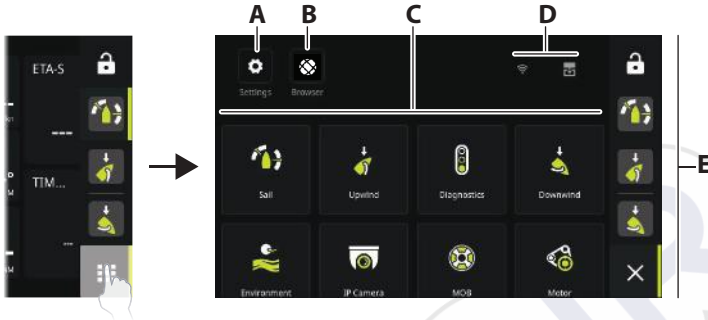 A B C D
ETA-S
---
TIM...
--
Settings Browser
E
Sail Upwind Diagnostics Downwind
Environment IP Camera MOB Motor